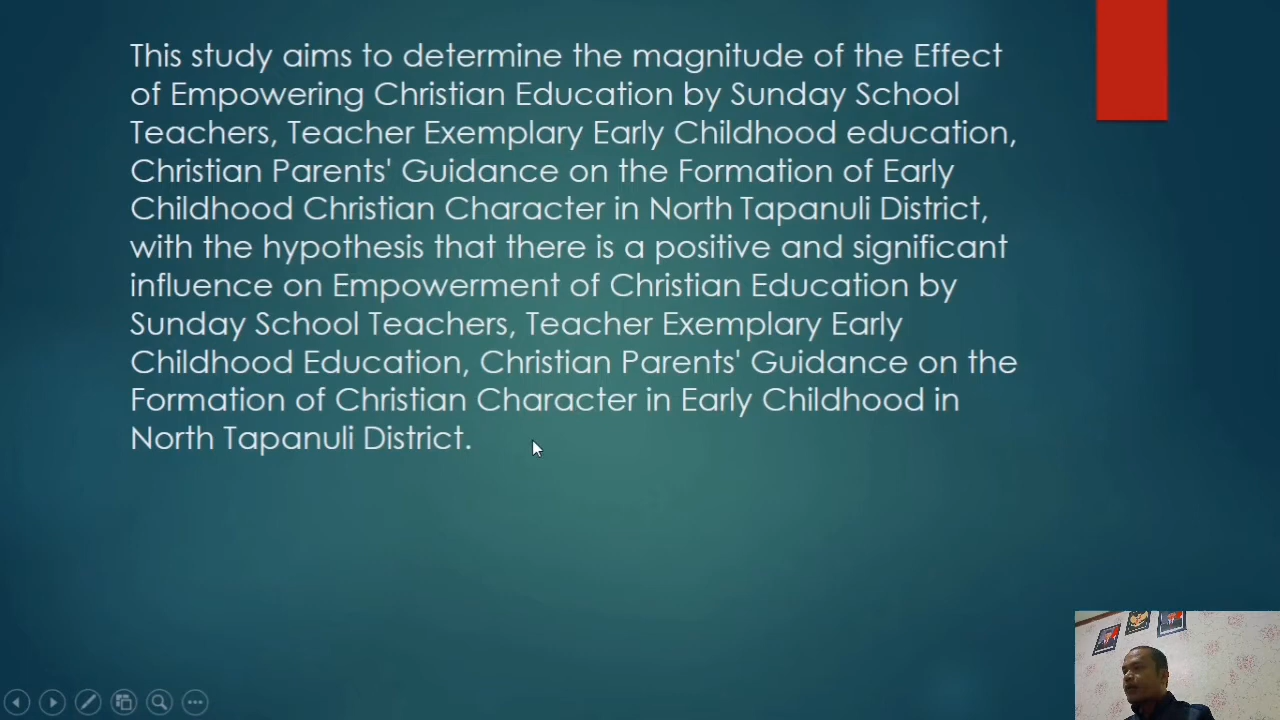 This study aims to determine the magnitude of the Effect
of Empowering Christian Education by Sunday School
Teachers, Teacher Exemplary Early Childhood education,
Christian Parents' Guidance on the Formation of Early
Childhood Christian Character in North Tapanuli District,
with the hypothesis that there is a positive and significant
influence on Empowerment of Christian Education by
Sunday School Teachers, Teacher Exemplary Early
Childhood Education, Christian Parents' Guidance on the
Formation of Christian Character in Early Childhood in
North Tapanuli District.